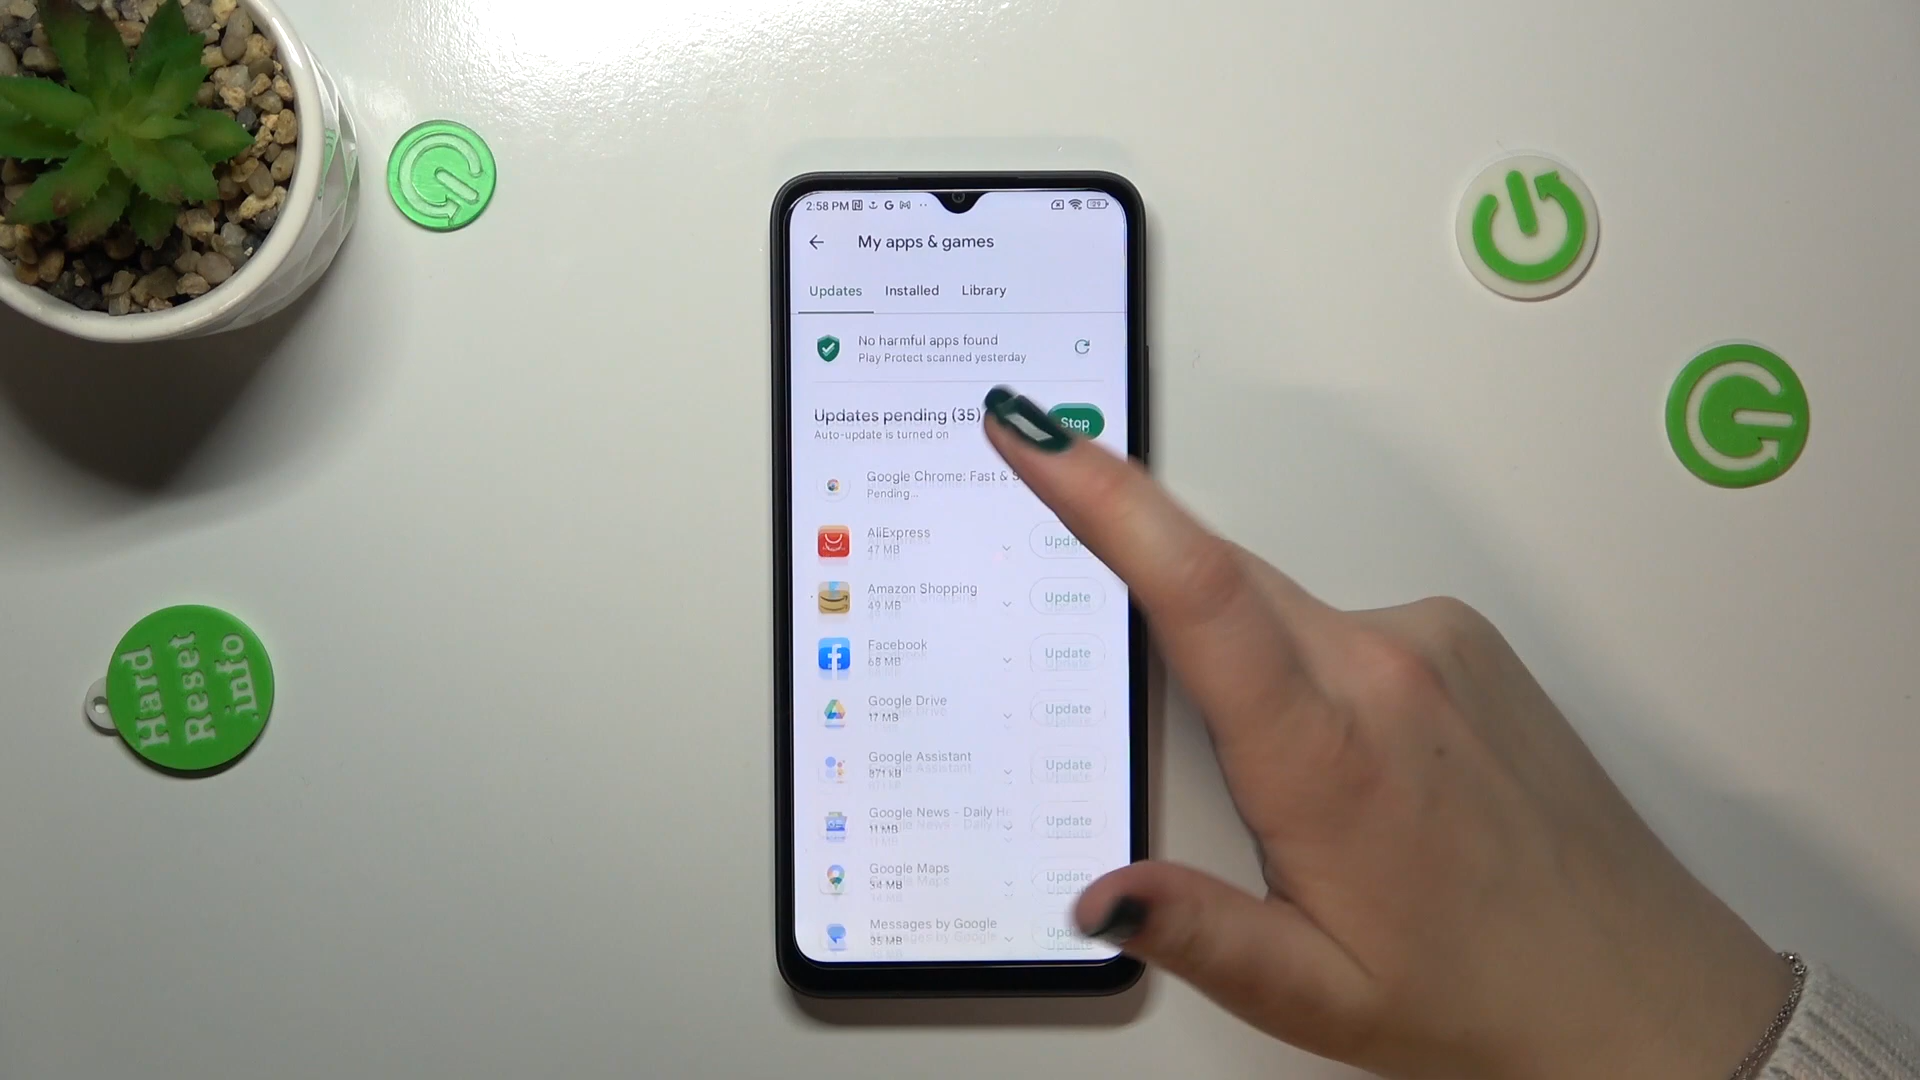 2:58 PM
29
My apps & games
Updates Installed Library
No harmful apps found
Play Protect scanned yesterday
Updates pending (35)
Stop
Auto-update is turned on
Google Chrome: Fast &
Pending...
AliExpress
47 MB
Amazon Shopping
49 MB
Update
Facebook
68 MB
Update
Google Drive
17 MB
Update
Google Assistant
871 kB
Update
Google News - Daily
11 MB
Update
Google Maps
34 MB
Update
Messages by Google
35 MB
Hard
Reset
.info